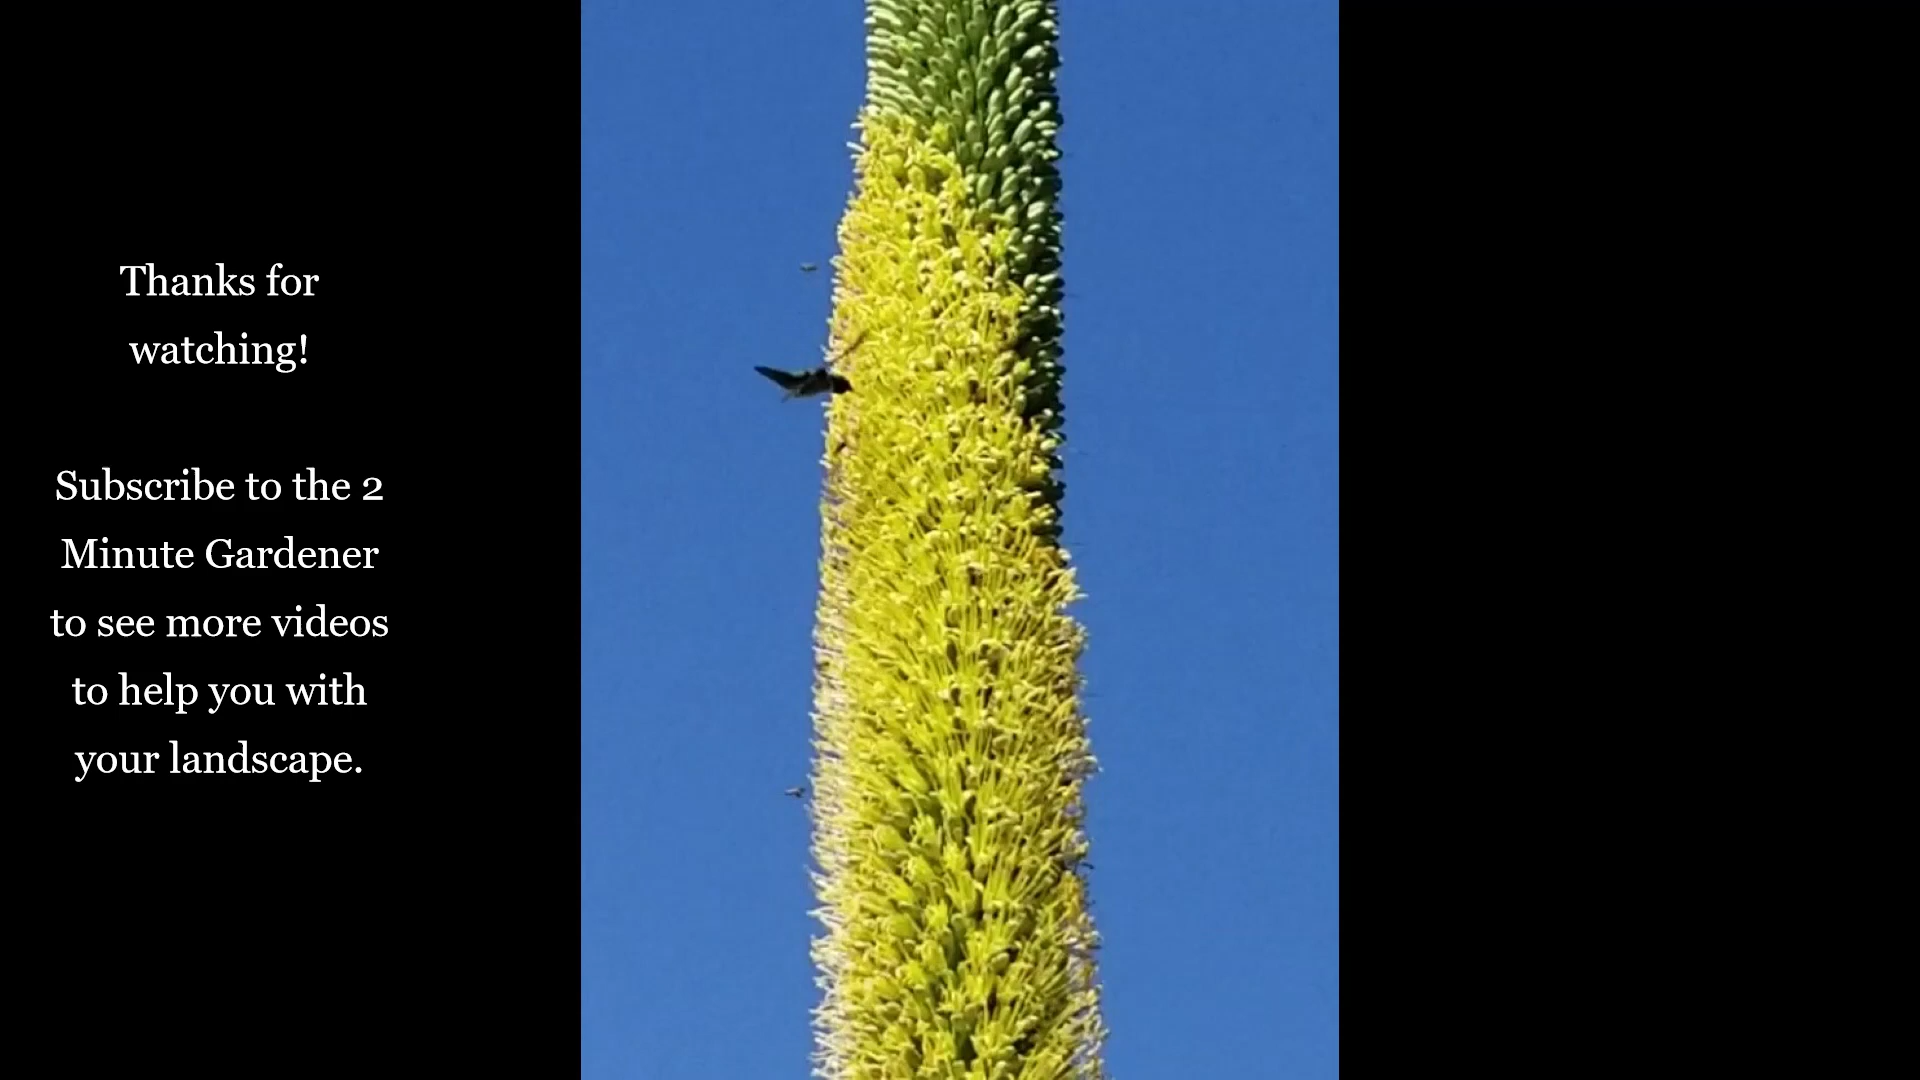 Thanks for
watching!
Subscribe to the 2
Minute Gardener
to see more videos
to help you with
your landscape.